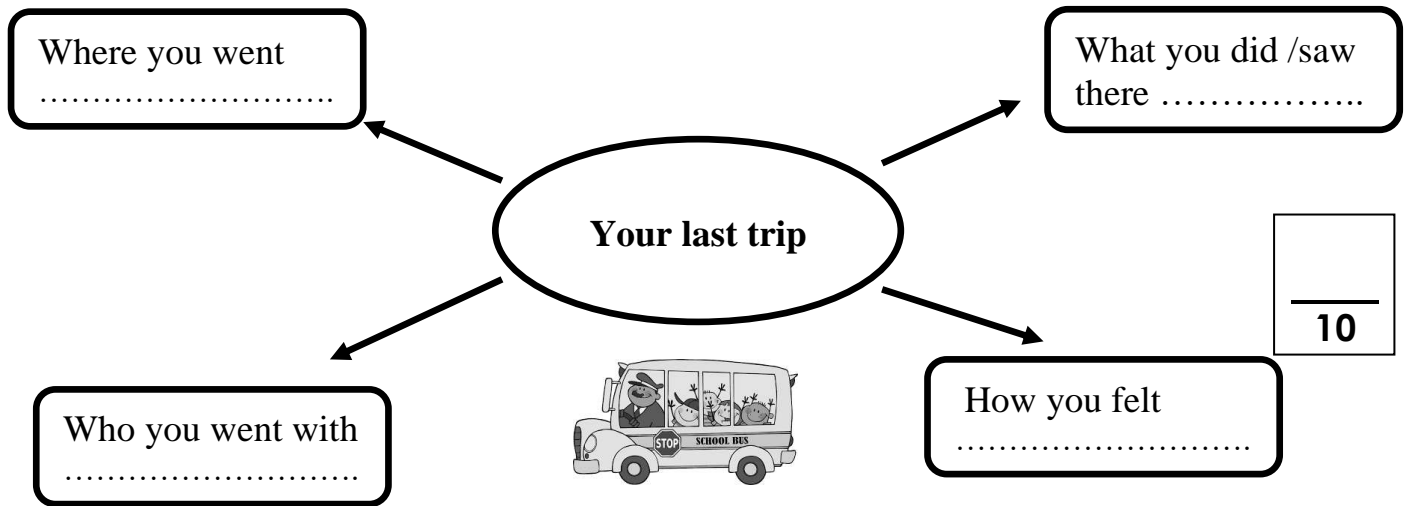 Where you went
………………………….
What you did /saw
there ………………..
Your last trip
10
Who you went with
………………………….
How you felt
………………………….
STOP
SCHOOL BUS